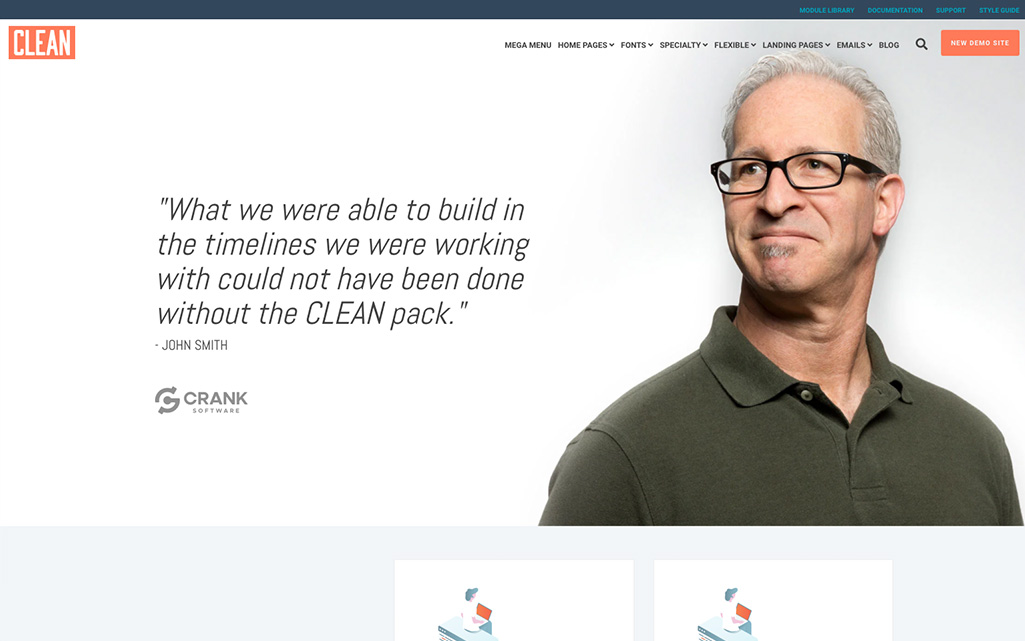 MODULE LIBRARY DOCUMENTATION SUPPORT STYLE GUIDE
CLEAN
MEGA MENU HOME PAGES FONTS SPECIALTY FLEXIBLE LANDING PAGES EMAILS BLOG
NEW DEMO SITE
"What we were able to build in
the timelines we were working
with could not have been done
without the CLEAN pack."
- JOHN SMITH
CRANK
SOFTWARE